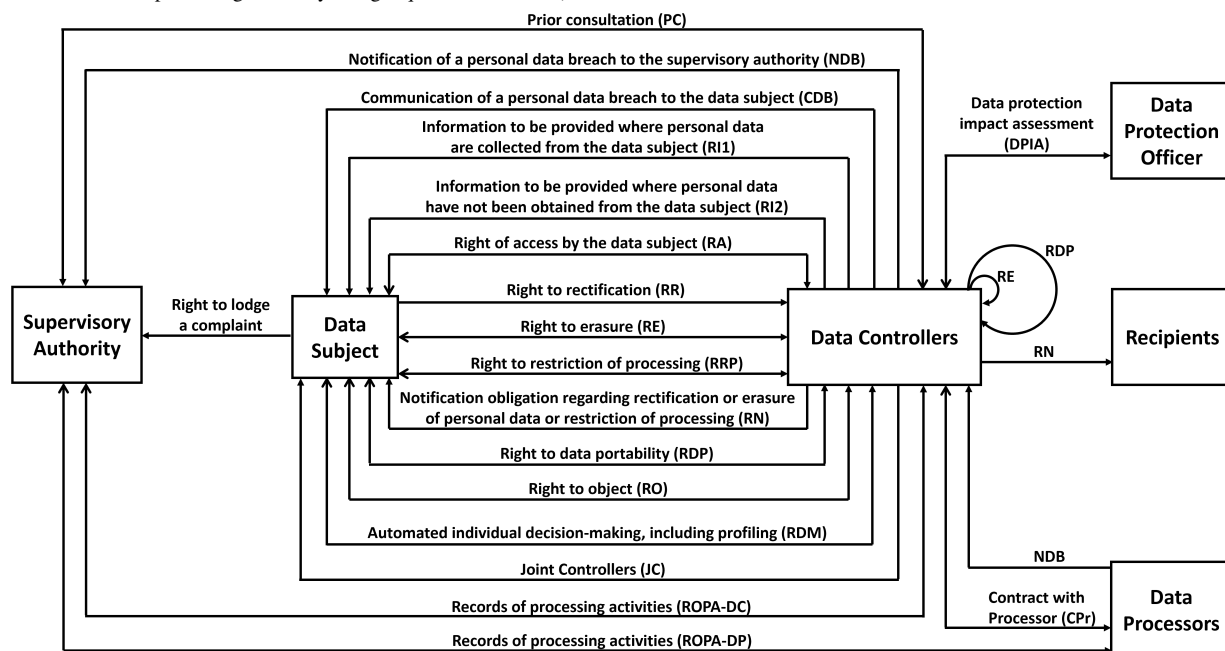 Prior consultation (PC)
Notification of a personal data breach to the supervisory authority (NDB)
Communication of a personal data breach to the data subject (CDB)
Information to be provided where personal data
are collected from the data subject (RI1)
Information to be provided where personal data
have not been obtained from the data subject (RI2)
Right of access by the data subject (RA)
Data protection
impact assessment
(DPIA)
Data
Protection
Officer
RDP
RE
Supervisory
Authority
Right to lodge
a complaint
Data
Subject
Right to rectification (RR)
Right to erasure (RE)
Right to restriction of processing (RRP)
Data Controllers
RN
Recipients
Notification obligation regarding rectification or erasure
of personal data or restriction of processing (RN)
Right to data portability (RDP)
Right to object (RO)
Automated individual decision-making, including profiling (RDM)
Joint Controllers (JC)
NDB
Contract with
Processor (CPr)
Data
Processors
Records of processing activities (ROPA-DC)
Records of processing activities (ROPA-DP)